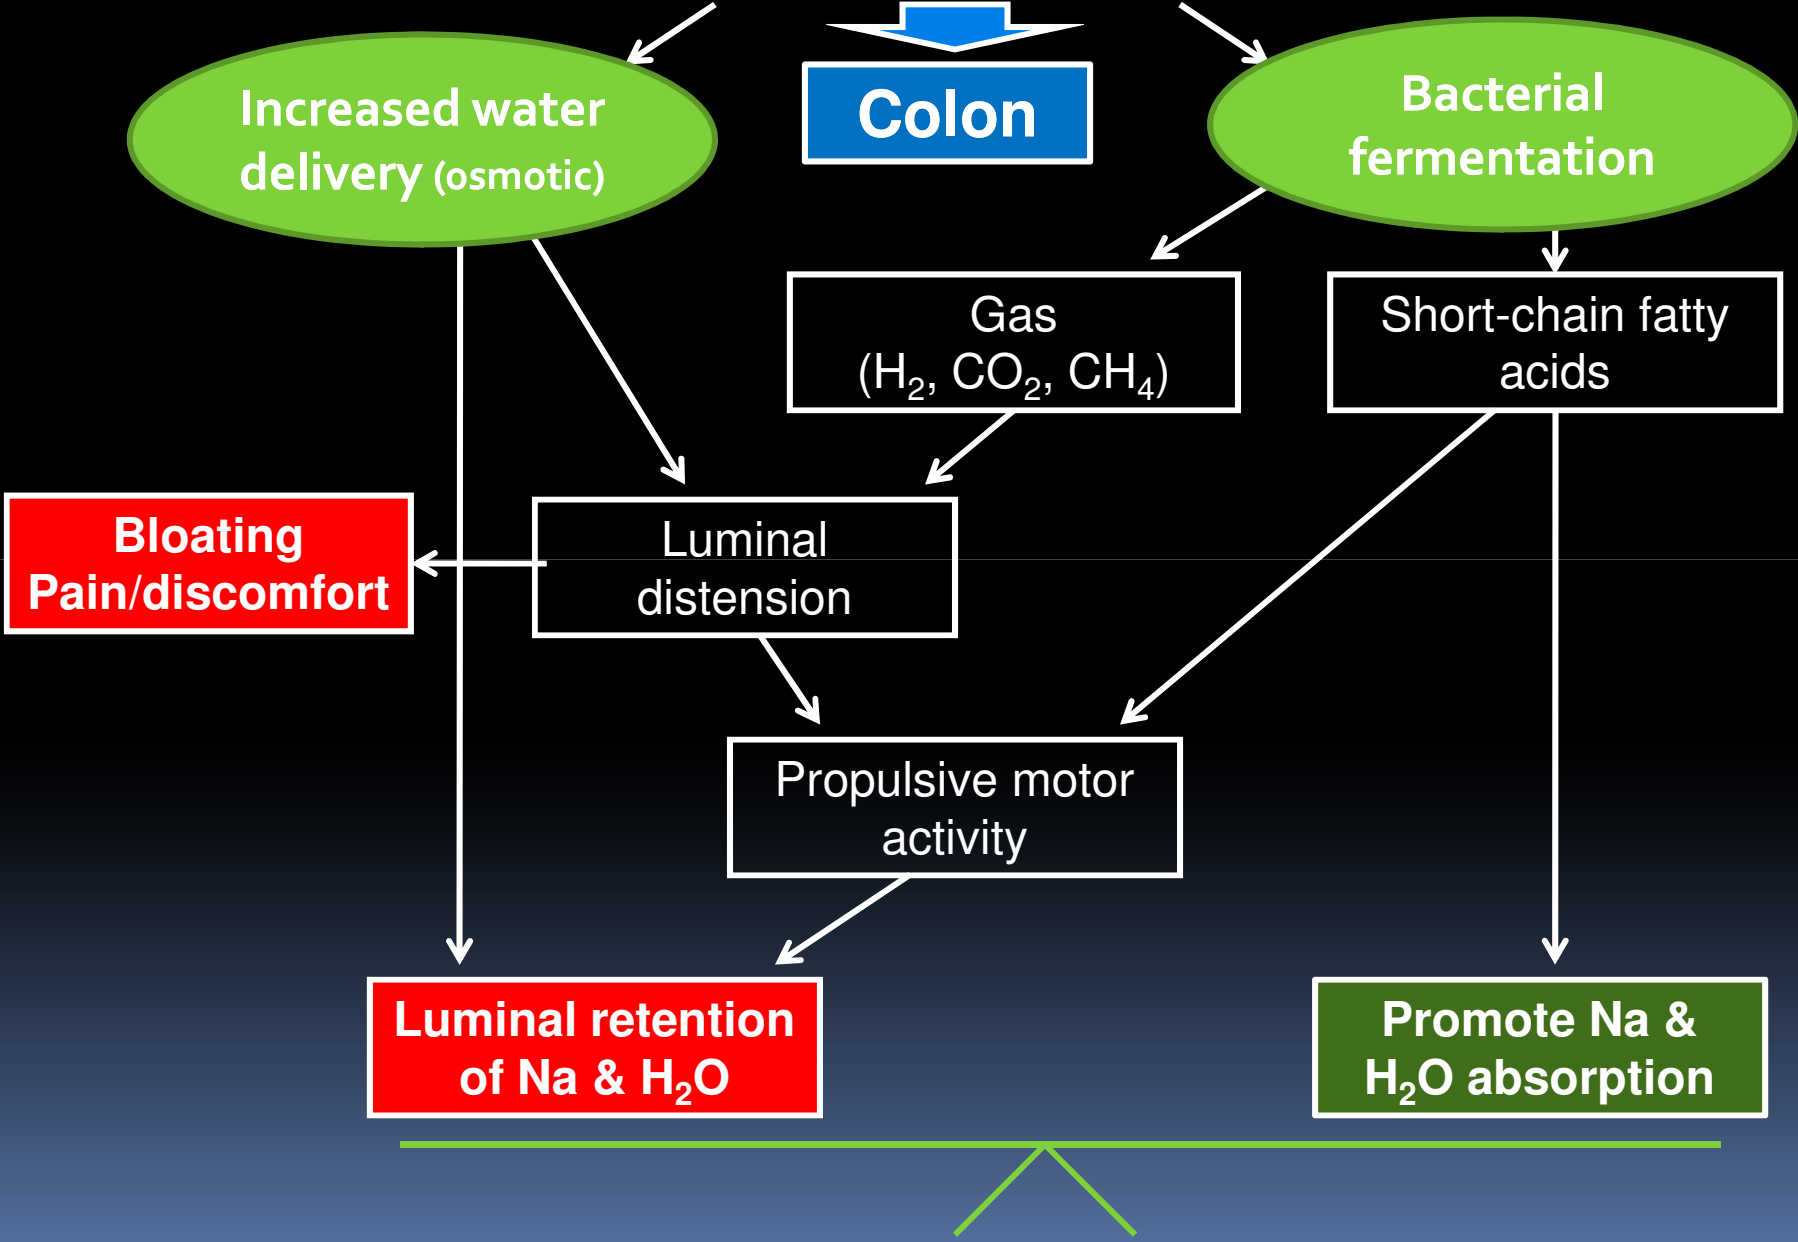 Increased water
delivery (osmotic)
Colon
Bacterial
fermentation
Gas
(H₂, CO₂, CH₄)
Short-chain fatty
acids
Bloating
Pain/discomfort
Luminal
distension
Propulsive motor
activity
Luminal retention
of Na & H₂O
Promote Na &
H₂O absorption